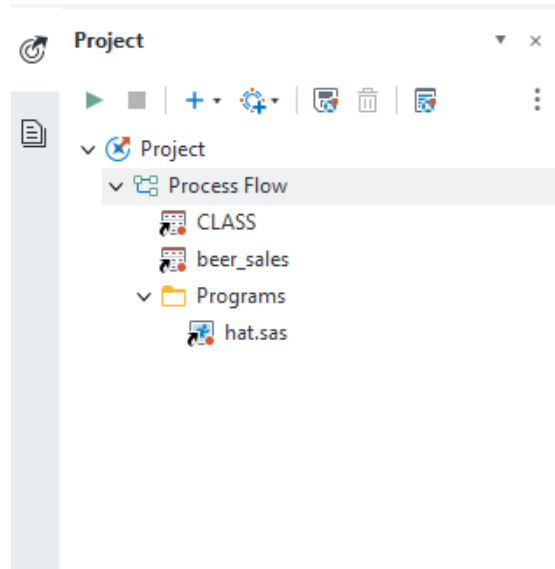 Project
Project
Process Flow
CLASS
beer_sales
Programs
hat.sas